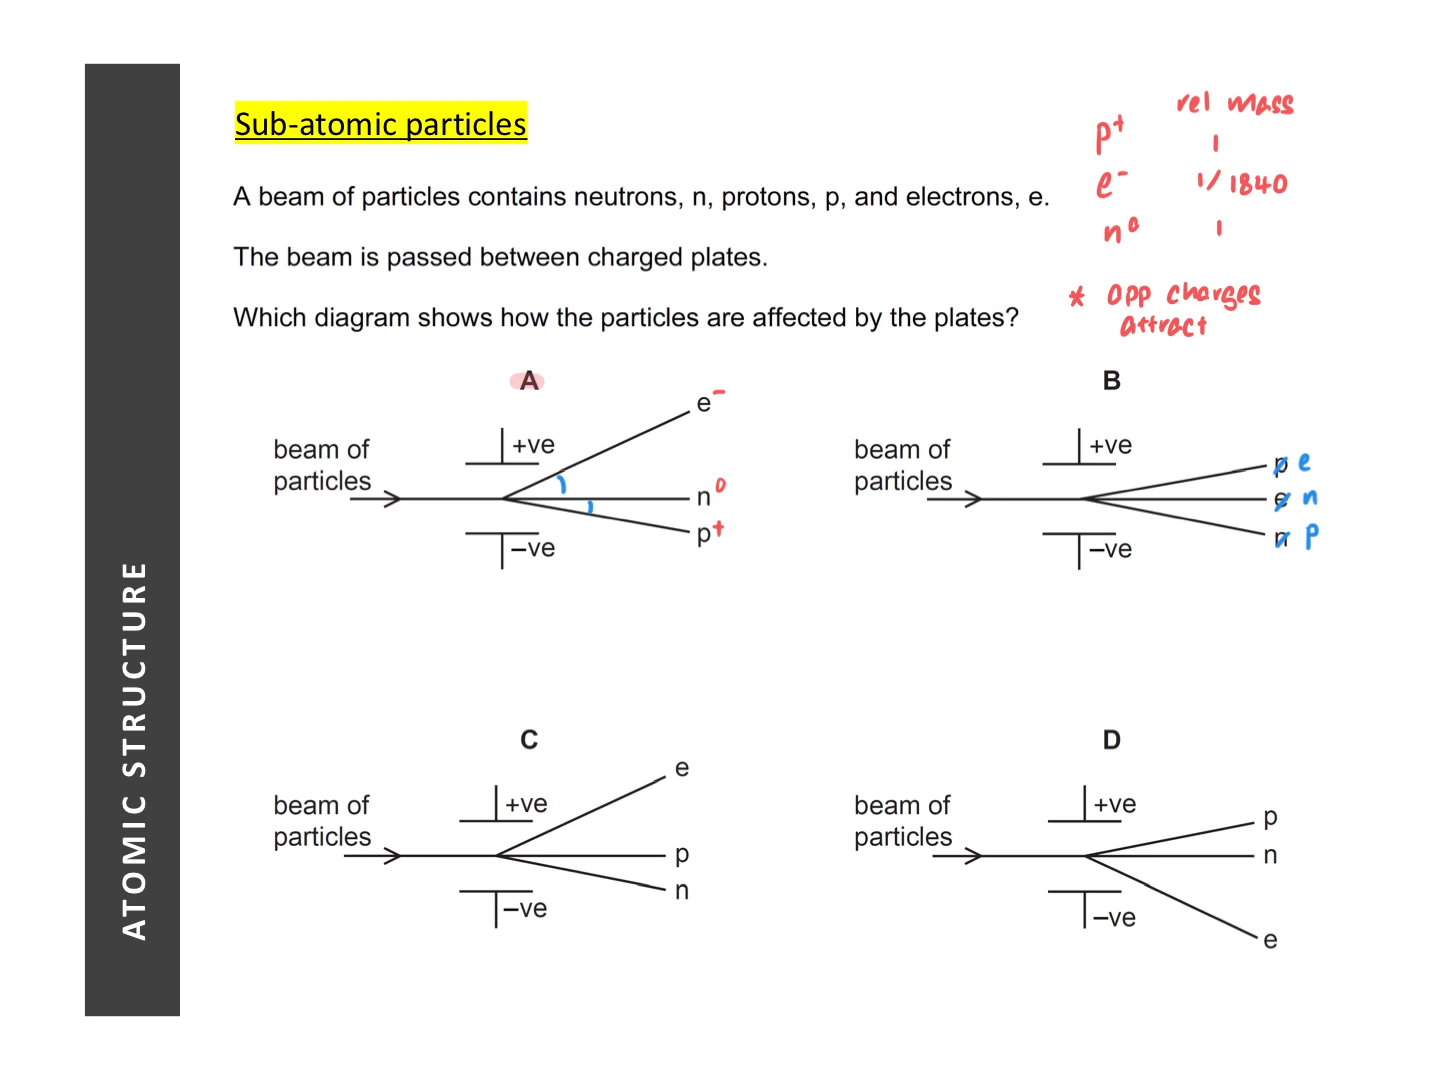 ATOMIC STRUCTURE
Sub-atomic particles
rel mass
p+ 1
e- 1/1840
n0 1
A beam of particles contains neutrons, n, protons, p, and electrons, e.
The beam is passed between charged plates.
Which diagram shows how the particles are affected by the plates?
* opp charges
attract
A
beam of
particles
+ve
–ve
e-
n0
p+
B
beam of
particles
+ve
–ve
p e
e n
n p
C
beam of
particles
+ve
–ve
e
p
n
D
beam of
particles
+ve
–ve
p
n
e